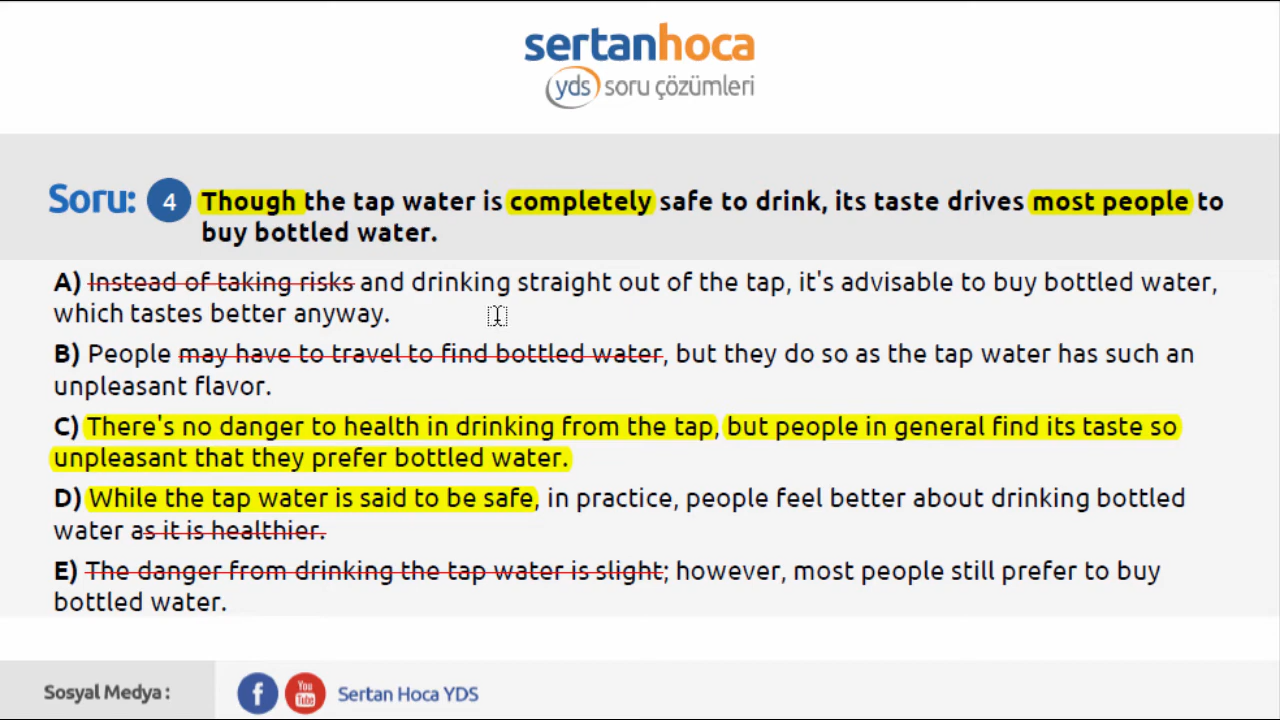 sertanhoca
yds soru çözümleri
Soru: 4 Though the tap water is completely safe to drink, its taste drives most people to
buy bottled water.
A) Instead of taking risks and drinking straight out of the tap, it's advisable to buy bottled water,
which tastes better anyway.
B) People may have to travel to find bottled water, but they do so as the tap water has such an
unpleasant flavor.
C) There's no danger to health in drinking from the tap, but people in general find its taste so
unpleasant that they prefer bottled water.
D) While the tap water is said to be safe, in practice, people feel better about drinking bottled
water as it is healthier.
E) The danger from drinking the tap water is slight; however, most people still prefer to buy
bottled water.
Sosyal Medya : f You Tube Sertan Hoca YDS